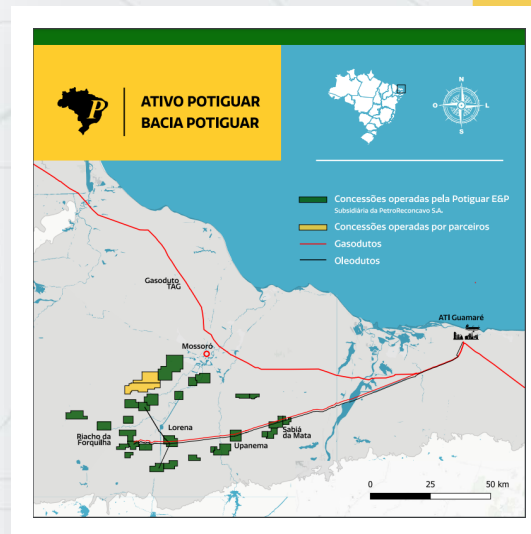 P
ATIVO POTIGUAR
BACIA POTIGUAR
N
O
L
S
Concessões operadas pela Potiguar E&P
Subsidiária da PetroReconcavo S.A.
Concessões operadas por parceiros
Gasodutos
Oleodutos
Gasoduto
TAG
ATI Guamaré
Mossoró
Riacho da
Forquilha
Lorena
Upanema
Sabiá
da Mata
0 25 50 km